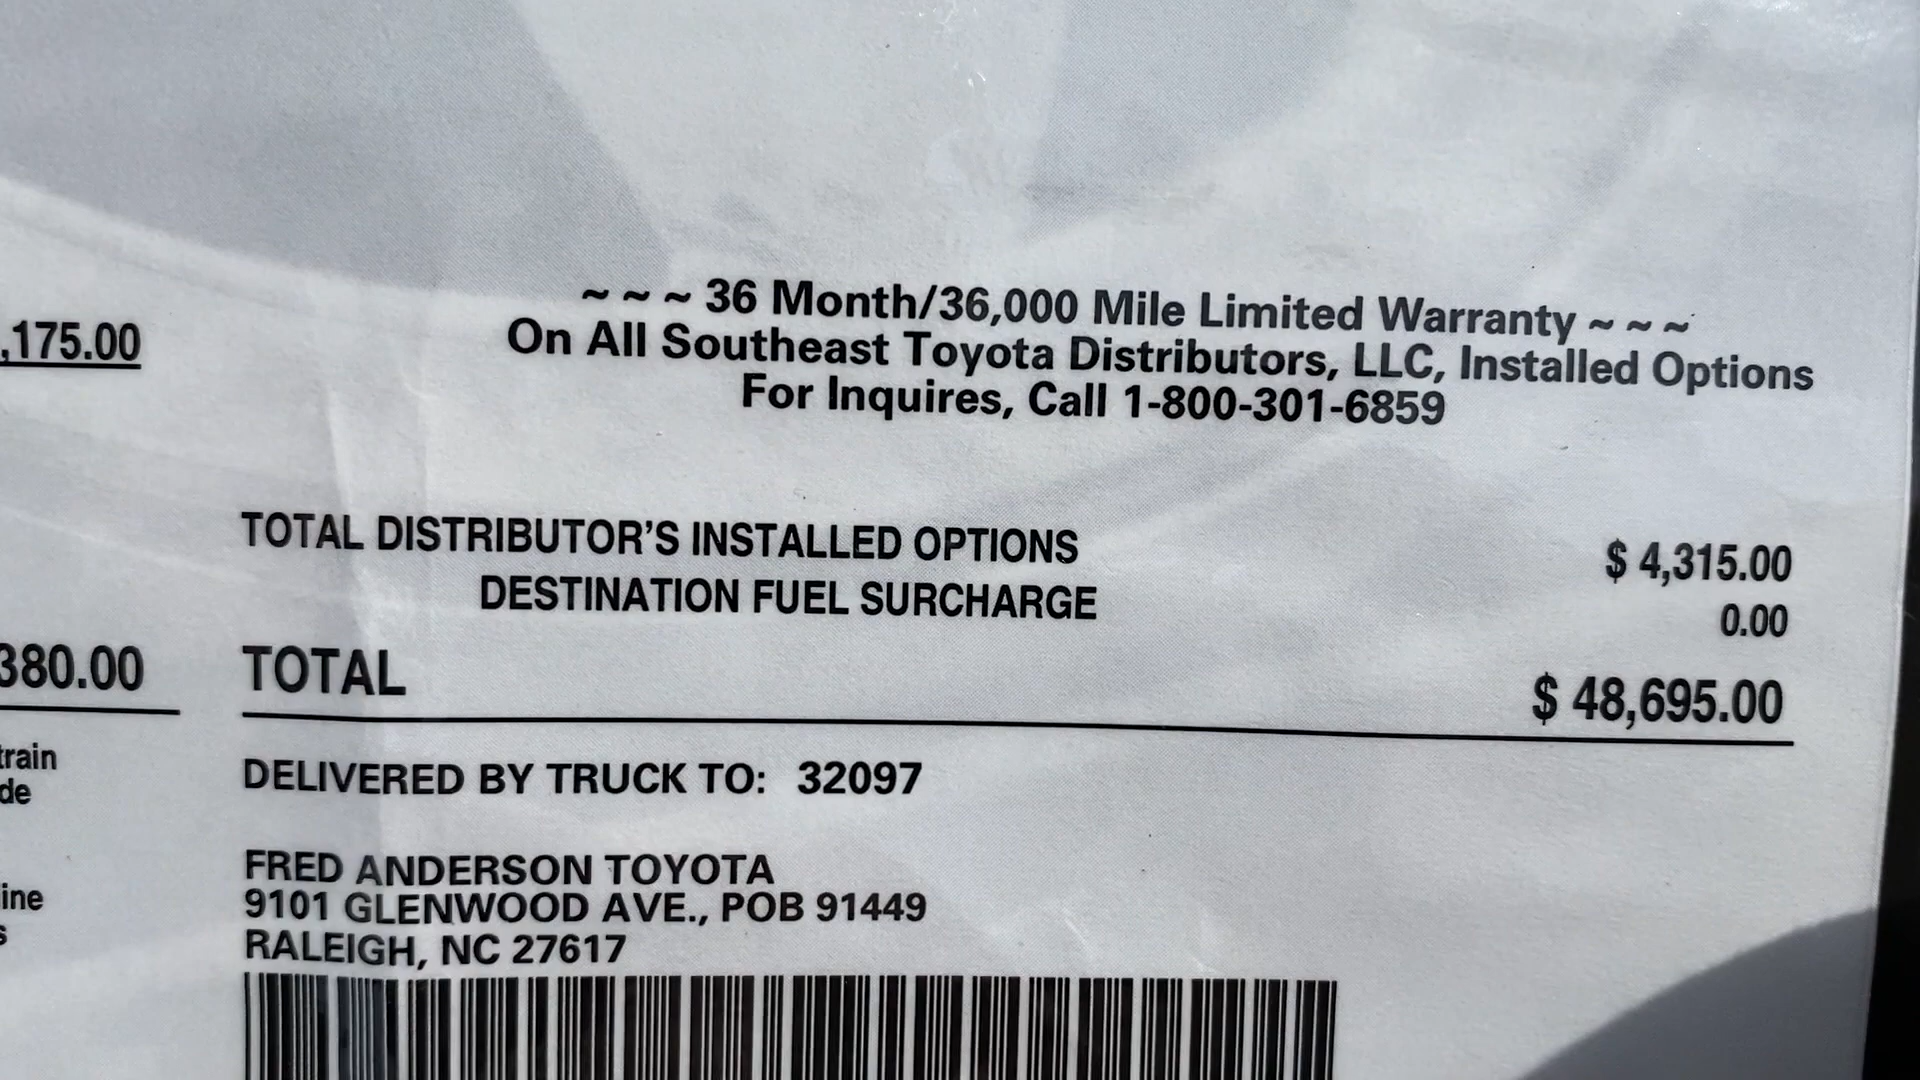 ~ ~ ~ 36 Month/36,000 Mile Limited Warranty ~ ~ ~
,175.00
On All Southeast Toyota Distributors, LLC, Installed Options
For Inquires, Call 1-800-301-6859
TOTAL DISTRIBUTOR'S INSTALLED OPTIONS $ 4,315.00
DESTINATION FUEL SURCHARGE 0.00
380.00
TOTAL $ 48,695.00
train
de
DELIVERED BY TRUCK TO: 32097
FRED ANDERSON TOYOTA
ine
9101 GLENWOOD AVE., POB 91449
s
RALEIGH, NC 27617